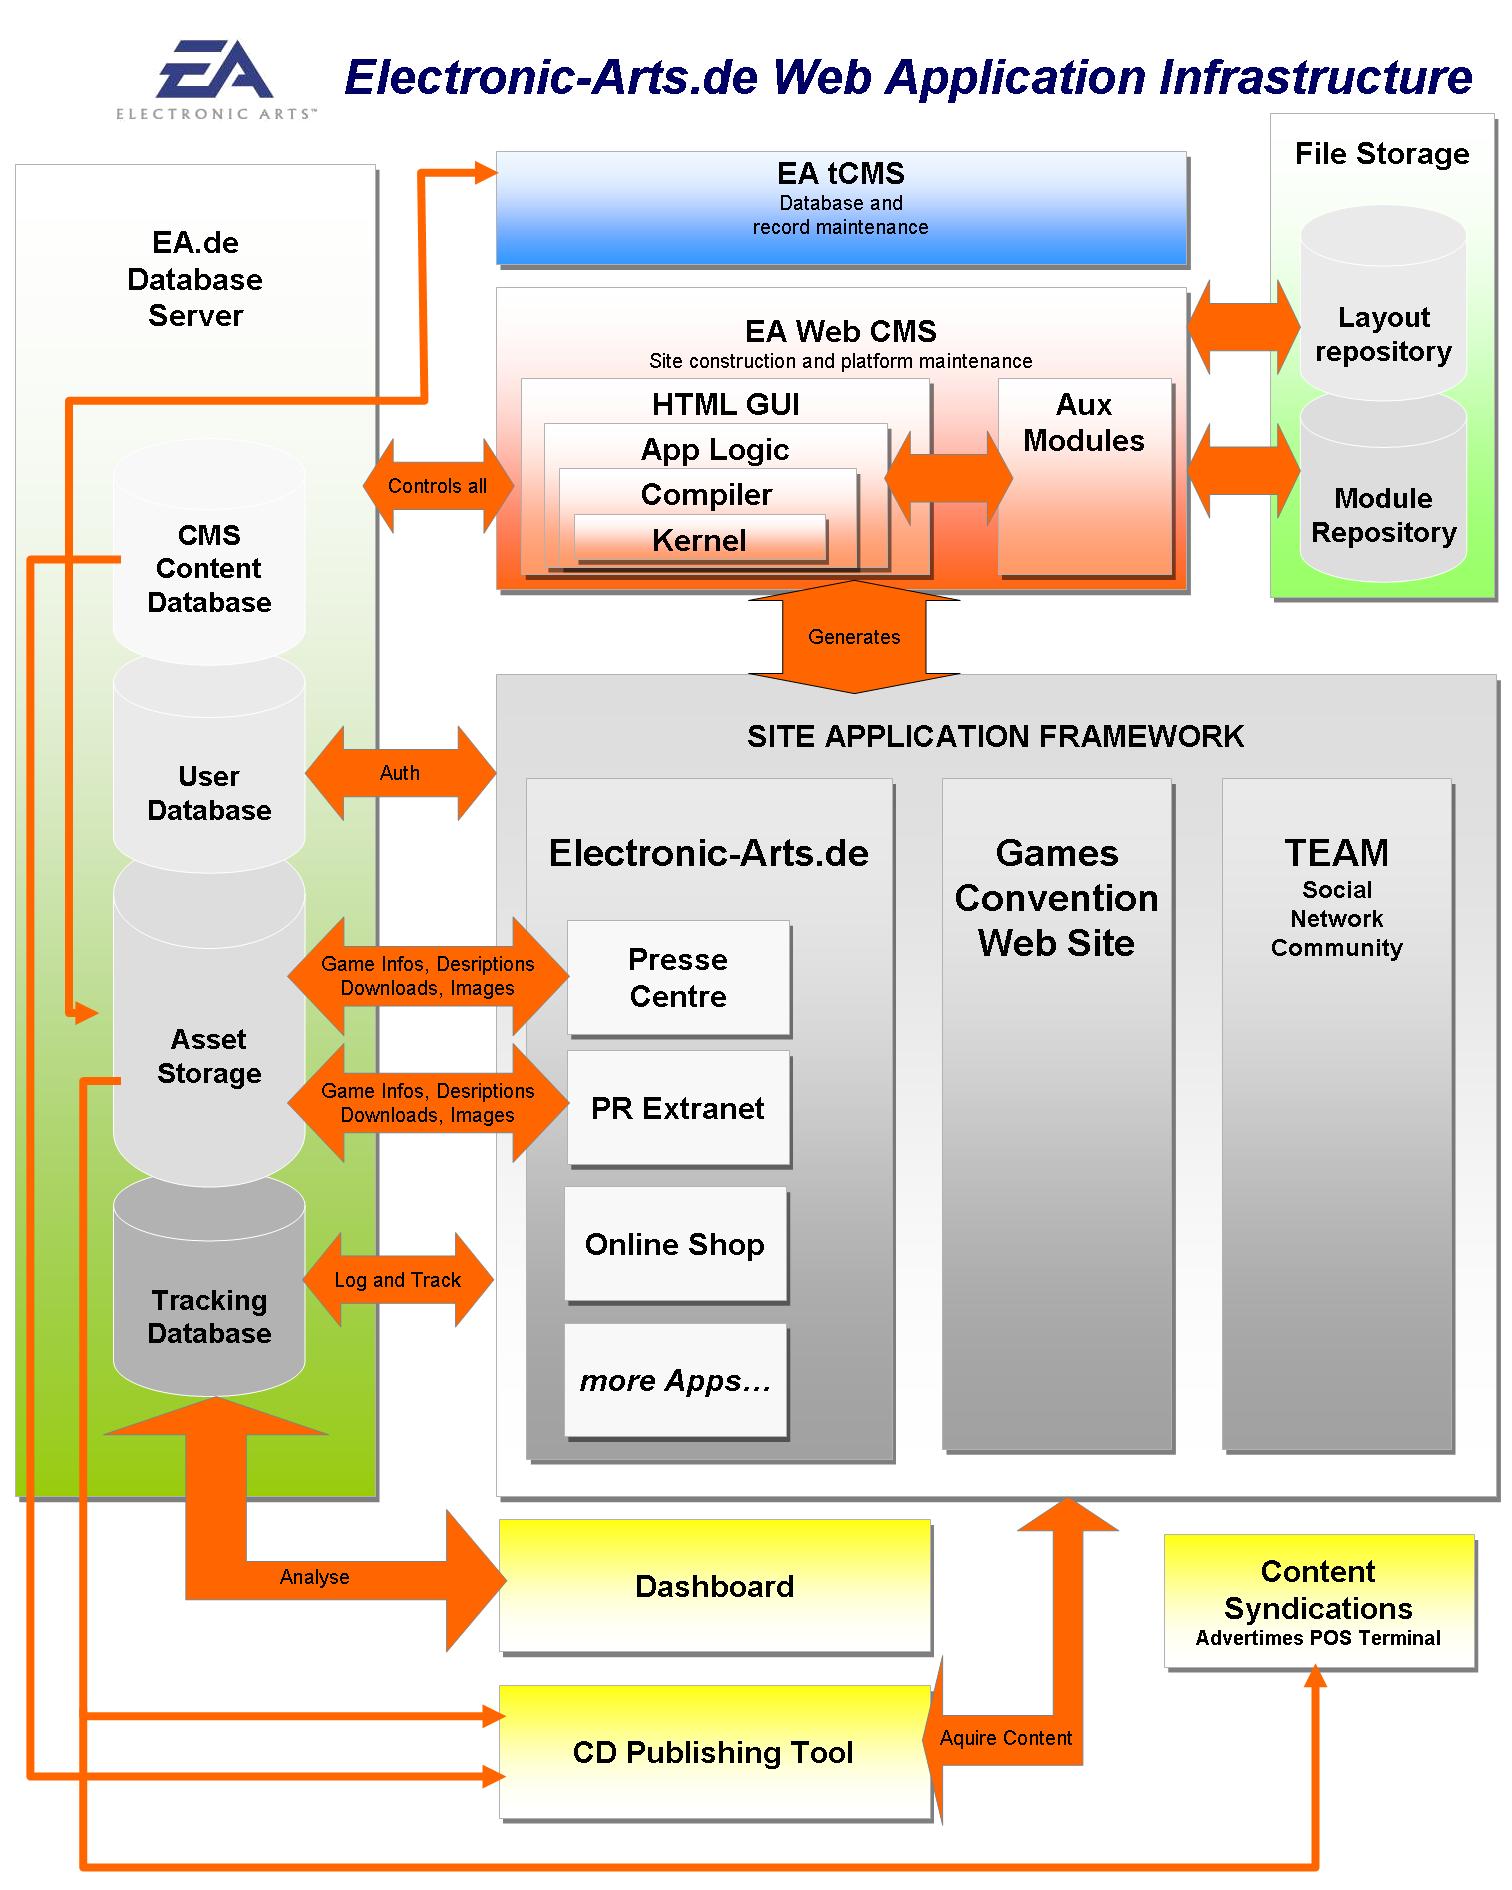 EA
ELECTRONIC ARTS™
Electronic-Arts.de Web Application Infrastructure
EA.de
Database
Server
CMS
Content
Database
User
Database
Asset
Storage
Tracking
Database
EA tCMS
Database and
record maintenance
EA Web CMS
Site construction and platform maintenance
HTML GUI
App Logic
Compiler
Kernel
Aux
Modules
File Storage
Layout
repository
Module
Repository
Controls all
Generates
Auth
Game Infos, Desriptions
Downloads, Images
Game Infos, Desriptions
Downloads, Images
Log and Track
SITE APPLICATION FRAMEWORK
Electronic-Arts.de
Presse
Centre
PR Extranet
Online Shop
more Apps...
Games
Convention
Web Site
TEAM
Social
Network
Community
Analyse
Dashboard
CD Publishing Tool
Aquire Content
Content
Syndications
Advertimes POS Terminal